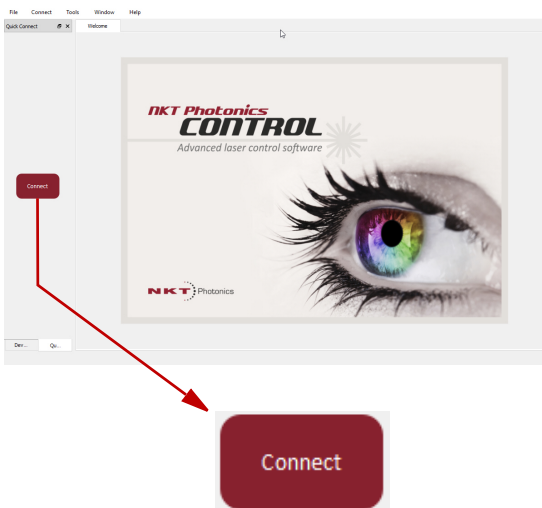 File Connect Tools Window Help
Quick Connect
Welcome
NKT Photonics
CONTROL
Advanced laser control software
Connect
NKT Photonics
Dev... Qu...
Connect